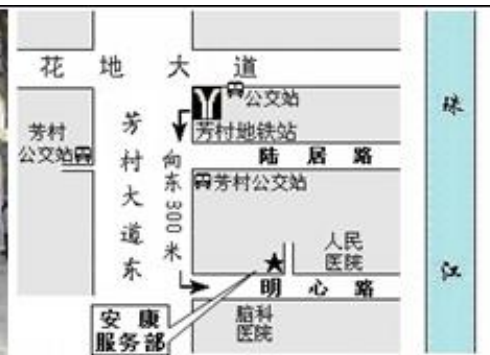 花地大道
公交站
芳村地铁站
芳村
公交站
芳村大道东
向东300米
陆居路
芳村公交站
人民
医院
明心路
安康
服务部
脑科
医院
珠江